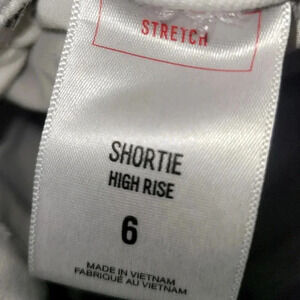 STRETCH
SHORTIE
HIGH RISE
6
MADE IN VIETNAM
FABRIQUÉ AU VIETNAM